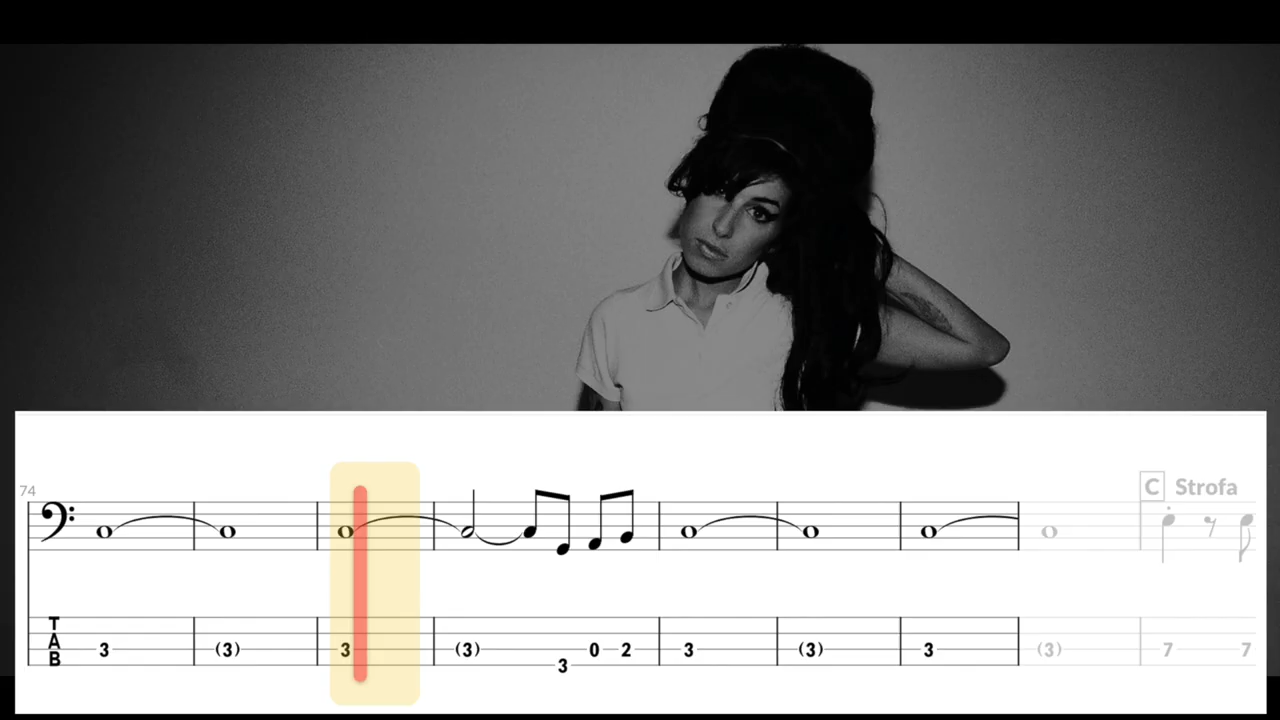 74
C Strofa
T
A
B
3 (3) 3 (3) 3 0 2 3 (3) 3 (3) 7 7